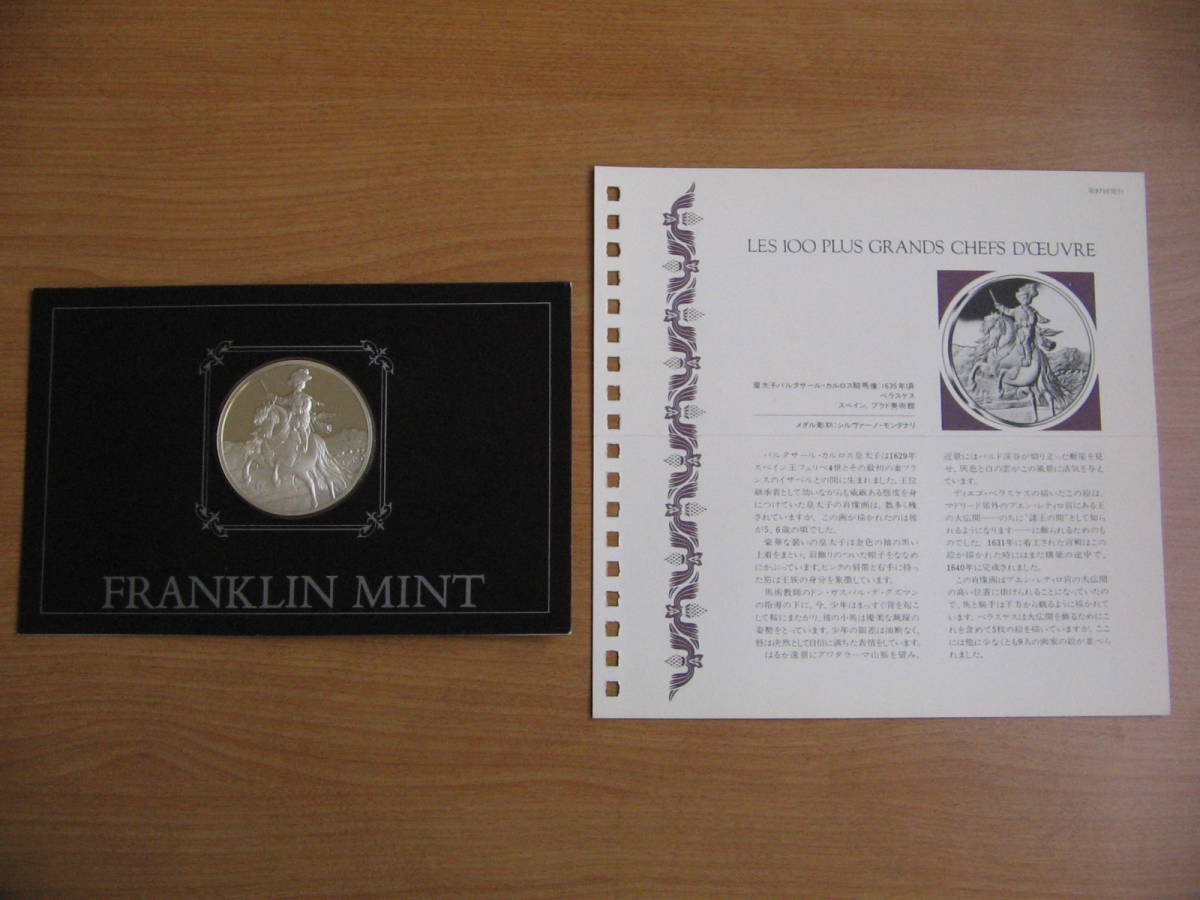 FRANKLIN MINT
第97回発行
LES 100 PLUS GRANDS CHEFS D'ŒUVRE
皇太子バルタサール・カルロス騎馬像:1635年頃
ベラスケス
スペイン、プラド美術館
メダル彫刻:シルヴァーノ・モンタナリ
バルタサール・カルロス皇太子は1629年
スペイン王フェリペ4世とその最初の妻フラ
ンスのイザベルとの間に生まれました。王位
継承者として幼いながらも威厳ある態度を身
につけていた皇太子の肖像画は、数多く残
されていますが、この画が描かれたのは彼
が5、6歳の頃でした。
豪華な装いの皇太子は金色の袖の黒い
上着をまとい、羽飾りのついた帽子をななめ
にかぶっています。ピンクの肩帯と右手に持っ
た笏は王族の身分を象徴しています。
馬術教師のドン・ガスパル・デ・グズマン
の指導の下に、今、少年はまっすぐ背を起こ
して鞍にまたがり、彼の小馬は優美な跳躍の
姿勢をとっています。少年の眼差は油断なく、
唇は決然として自信に満ちた表情をしています。
はるか遠景にアワダラーマ山脈を望み、
近景にはパルド渓谷が切り立った断崖を見
せ、灰色と白の雲がこの風景に活気を与え
ています。
ディエゴ・ベラスケスの描いたこの絵は、
マドリード郊外のブエン・レティロ宮にある王
の大広間——のちに"諸王の間"として知ら
れるようになります——に飾られるためのも
のでした。1631年に着工された宮殿はこの
絵が描かれた時にはまだ構築の途中で、
1640年に完成されました。
この肖像画はブエン・レティロ宮の大広間
の高い位置に掛けられることになっていたの
で、馬と騎手は下方から観るように描かれて
います。ベラスケスは大広間を飾るためにこ
れを含めて5枚の絵を描いていますが、ここ
には他に少なくとも9人の画家の絵が並べら
れました。